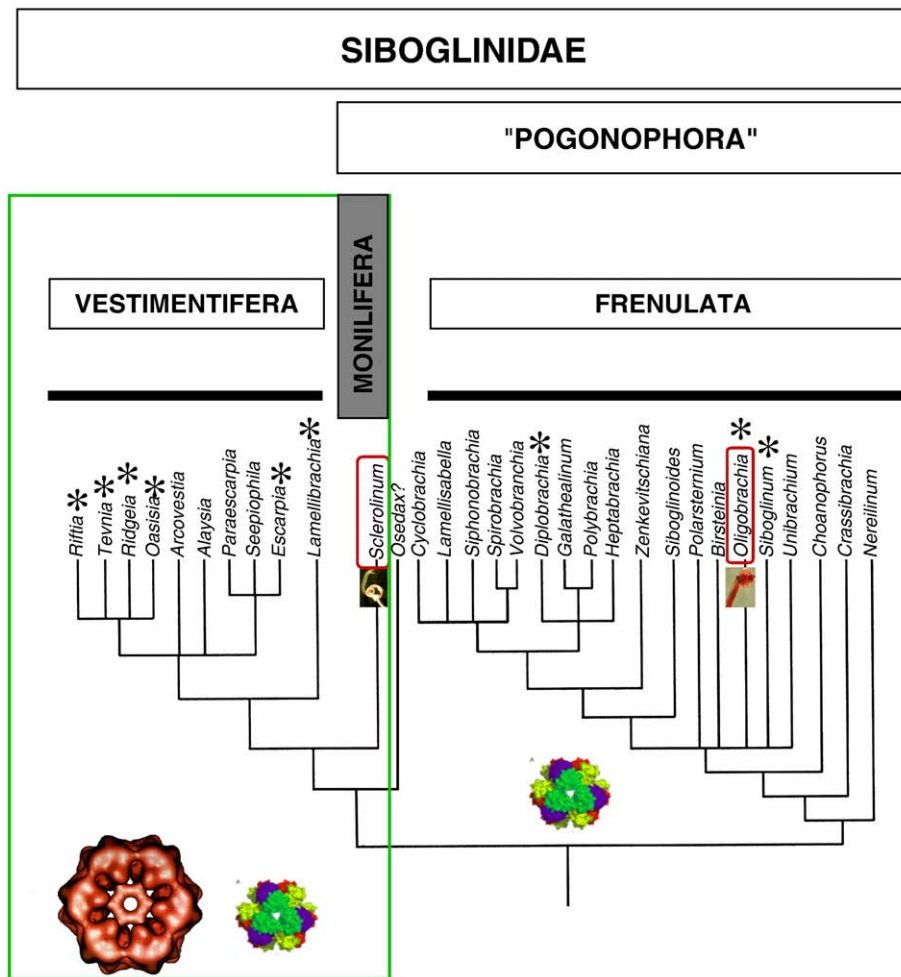 SIBOGLINIDAE
"POGONOPHORA"
MONILIFERA
VESTIMENTIFERA
FRENULATA
Riftia*
Tevnia*
Ridgeia*
Oasisia*
Arcovestia
Alaysia
Paraescarpia
Seepiophila
Escarpia*
Lamellibrachia*
Sclerolinum
Osedax?
Cyclobrachia
Lamellisabella
Siphonobrachia
Spirobrachia
Volvobranchia
Diplobrachia*
Galathealinum
Polybrachia
Heptabrachia
Zenkevitschiana
Siboglinoides
Polarsternium
Birsteinia
Oligobrachia*
Siboglinum*
Unibrachium
Choanophorus
Crassibrachia
Nereilinum
A
A